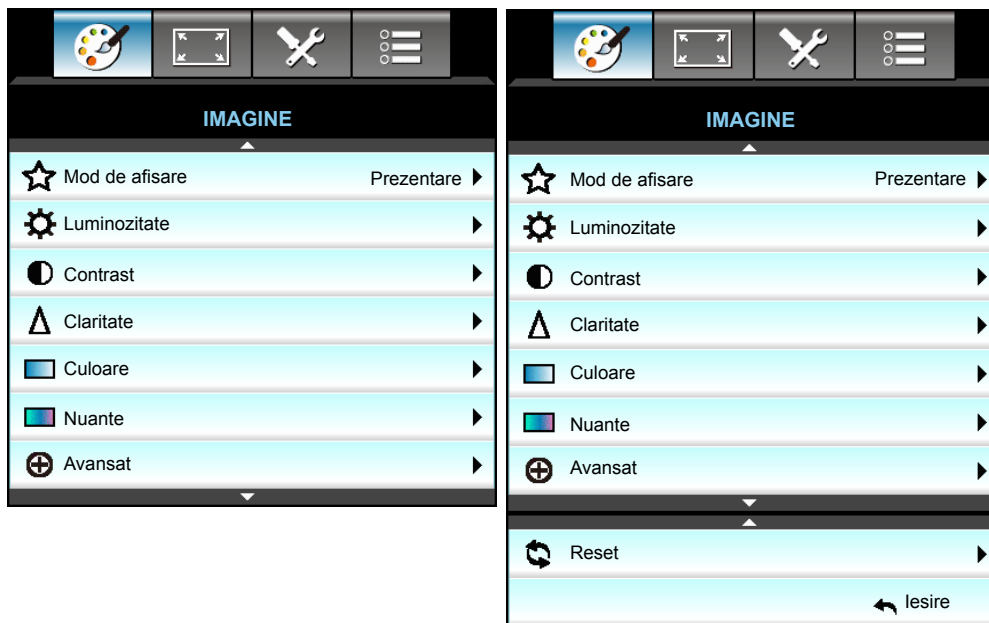 IMAGINE
Mod de afisare Prezentare
Luminozitate
Contrast
Claritate
Culoare
Nuante
Avansat
IMAGINE
Mod de afisare Prezentare
Luminozitate
Contrast
Claritate
Culoare
Nuante
Avansat
Reset
Iesire